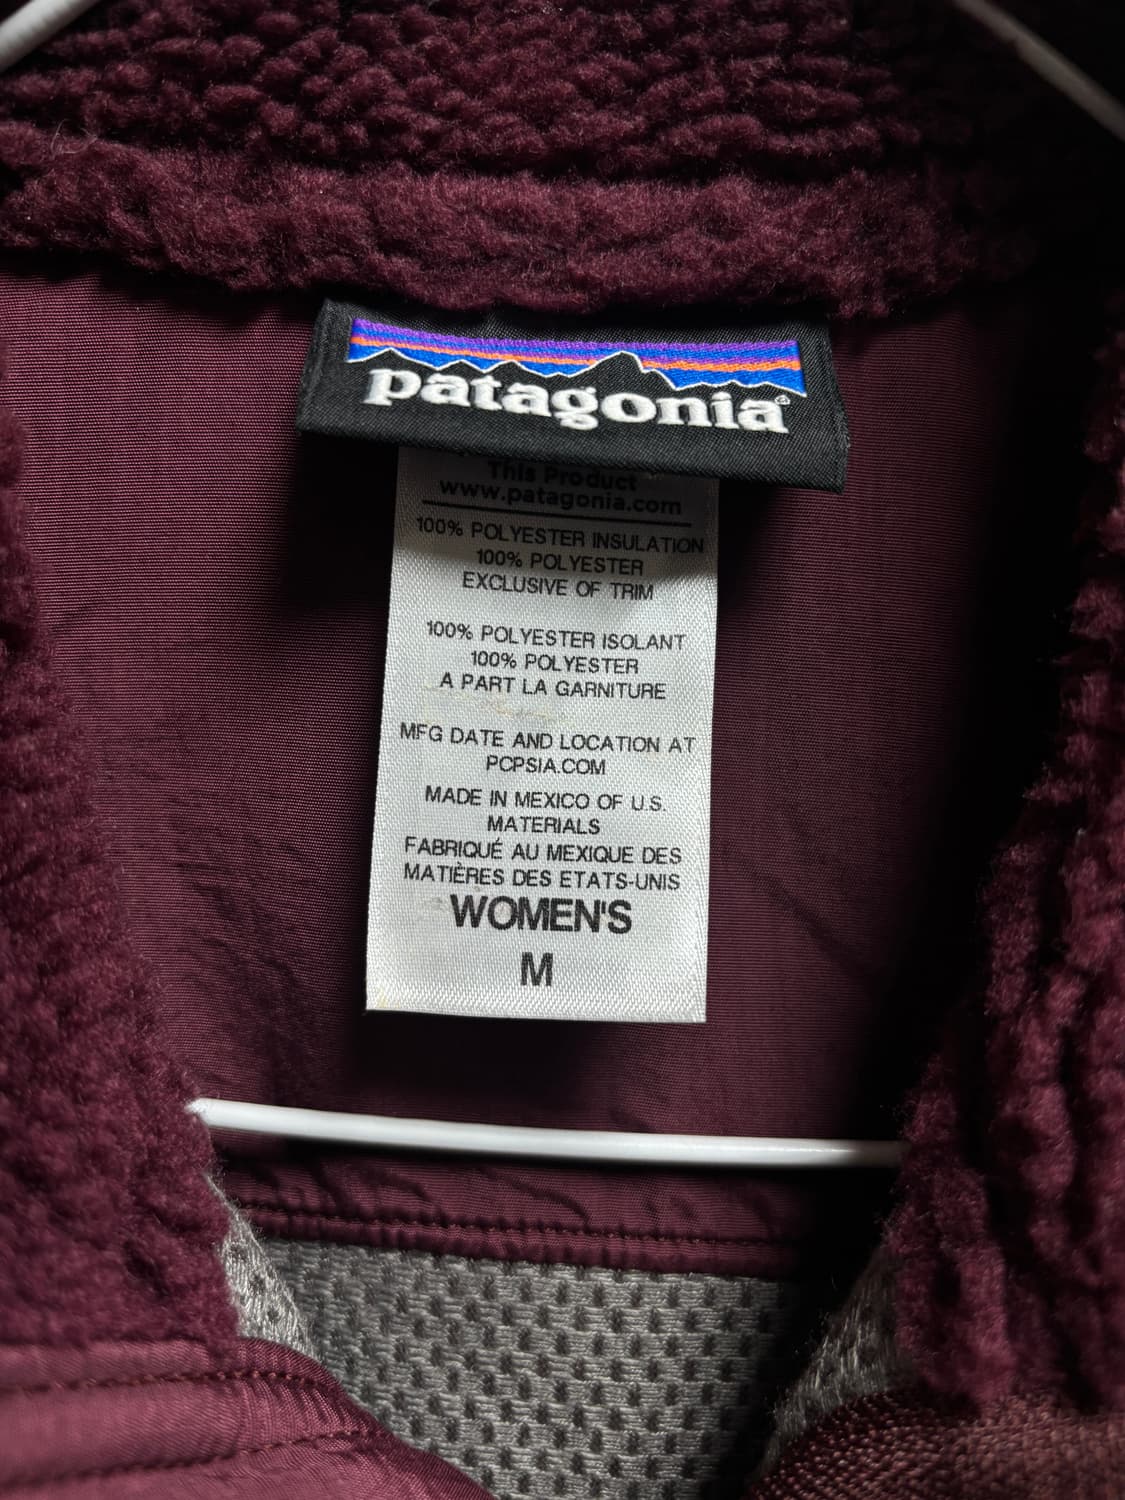 patagonia®
This Product
www.patagonia.com
100% POLYESTER INSULATION
100% POLYESTER
EXCLUSIVE OF TRIM
100% POLYESTER ISOLANT
100% POLYESTER
A PART LA GARNITURE
MFG DATE AND LOCATION AT
PCPSIA.COM
MADE IN MEXICO OF U.S.
MATERIALS
FABRIQUÉ AU MEXIQUE DES
MATIÈRES DES ETATS-UNIS
WOMEN'S
M